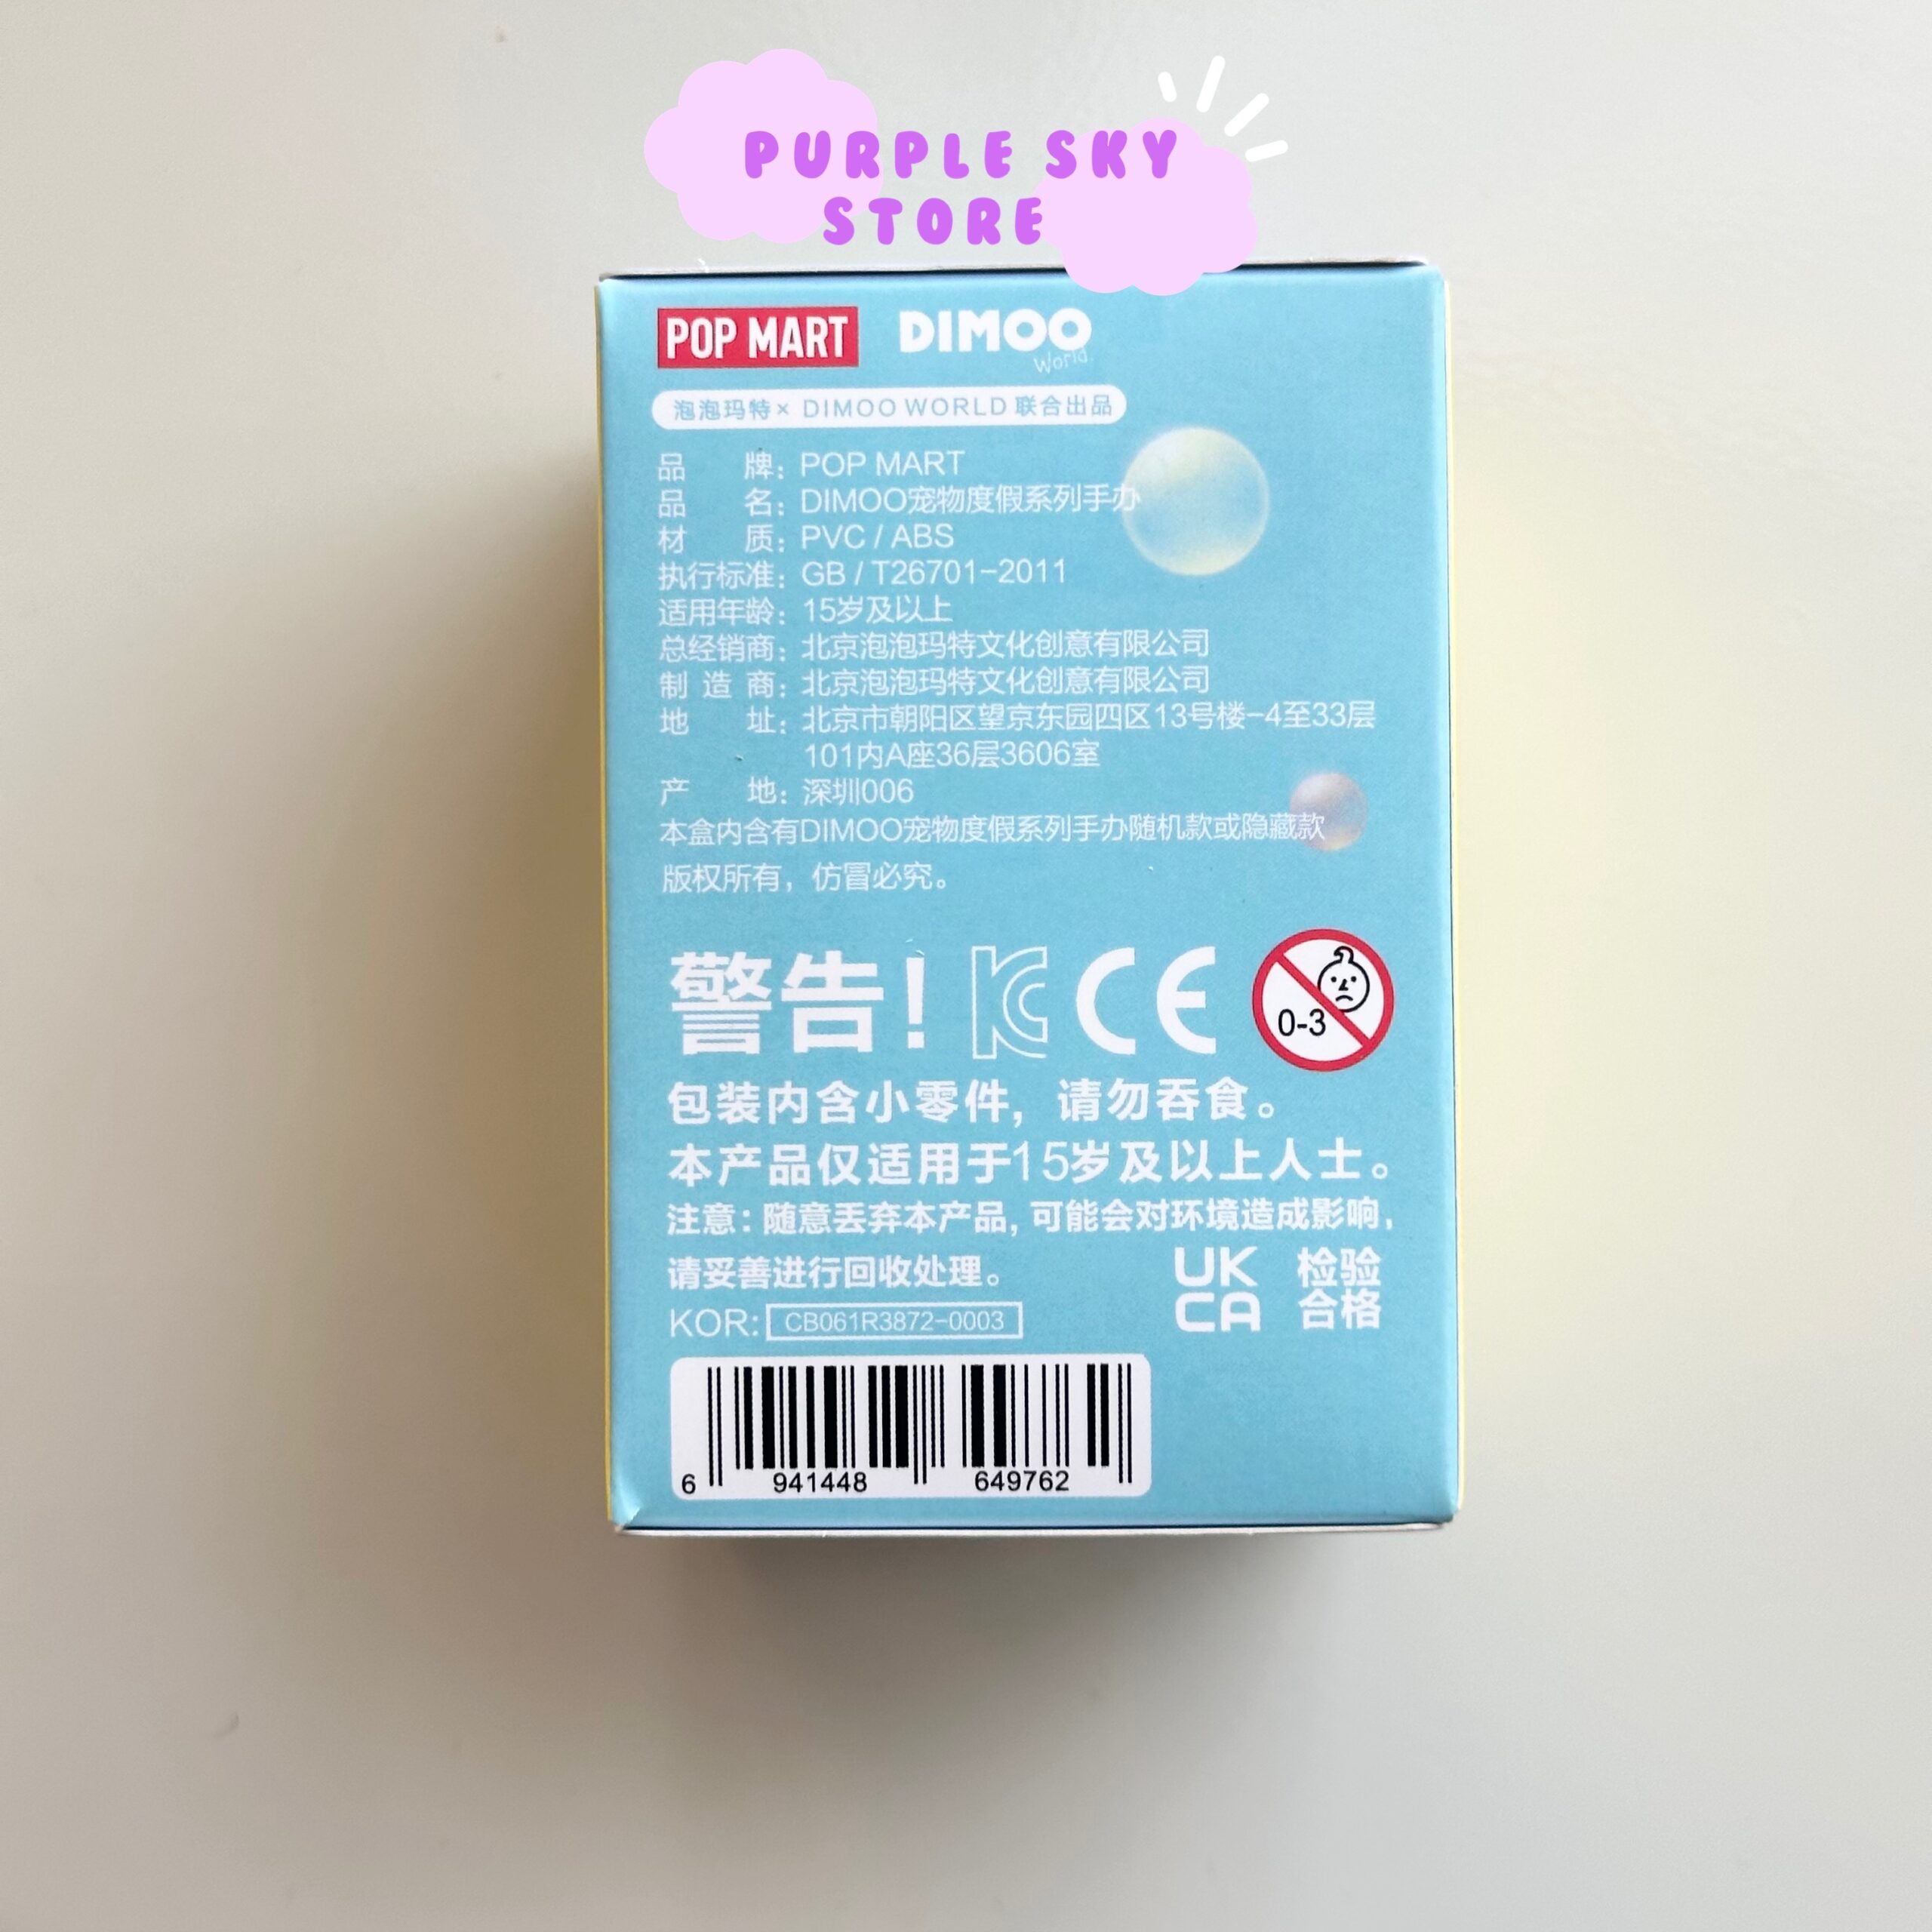 PURPLE SKY
STORE
POP MART DIMOO
World.
泡泡玛特× DIMOO WORLD 联合出品
品 牌：POP MART
品 名：DIMOO宠物度假系列手办
材 质：PVC / ABS
执行标准：GB / T26701-2011
适用年龄：15岁及以上
总经销商：北京泡泡玛特文化创意有限公司
制 造 商：北京泡泡玛特文化创意有限公司
地 址：北京市朝阳区望京东园四区13号楼-4至33层
101内A座36层3606室
产 地：深圳006
本盒内含有DIMOO宠物度假系列手办随机款或隐藏款
版权所有，仿冒必究。
警告！ KC CE 0-3
包装内含小零件，请勿吞食。
本产品仅适用于15岁及以上人士。
注意：随意丢弃本产品，可能会对环境造成影响，
请妥善进行回收处理。
UK
CA
检验
合格
KOR: CB061R3872-0003
6 941448 649762